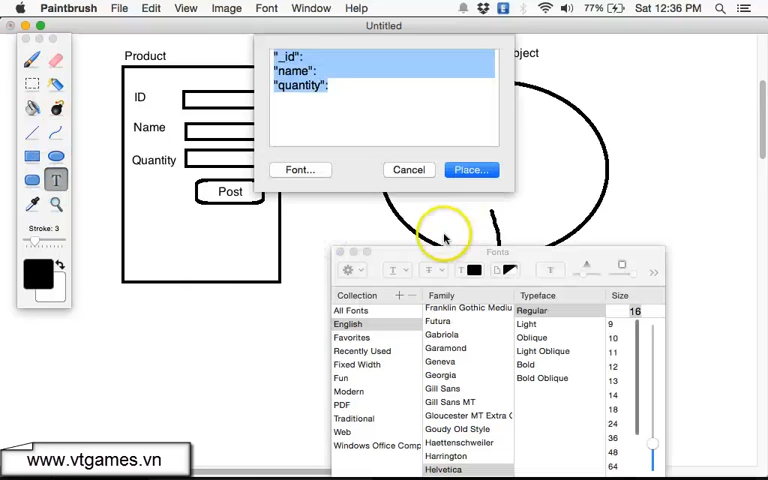 Paintbrush File Edit View Image Font Window Help 77% Sat 12:36 PM
Untitled
Product
ID
Name
Quantity
Post
"_id":
"name":
"quantity":
Font... Cancel Place...
Stroke: 3
Fonts
Collection Family Typeface Size
All Fonts
English
Favorites
Recently Used
Fixed Width
Fun
Modern
PDF
Traditional
Web
Windows Office Comp
Franklin Gothic Mediu
Futura
Gabriola
Garamond
Geneva
Georgia
Gill Sans
Gill Sans MT
Gloucester MT Extra C
Goudy Old Style
Haettenschweiler
Harrington
Helvetica
Regular
Light
Oblique
Light Oblique
Bold
Bold Oblique
16
9
10
11
12
13
14
18
24
36
48
64
www.vtgames.vn